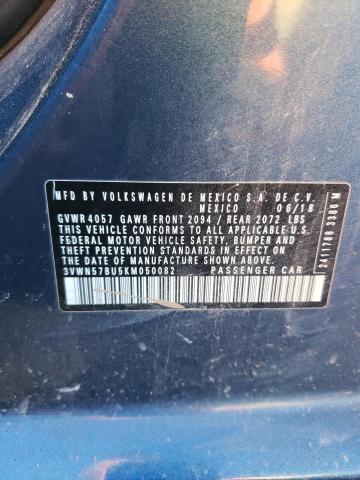 MFD BY VOLKSWAGEN DE MEXICO S.A. DE C.V.
MEXICO 06/18
GVWR 4057 GAWR FRONT 2094 / REAR 2072 LBS
THIS VEHICLE CONFORMS TO ALL APPLICABLE
FEDERAL MOTOR VEHICLE SAFETY, BUMPER AND
THEFT PREVENTION STANDARDS IN EFFECT ON
THE DATE OF MANUFACTURE SHOWN ABOVE.
3VWN57BU5KM050082 PASSENGER CAR
2411788 3386 M